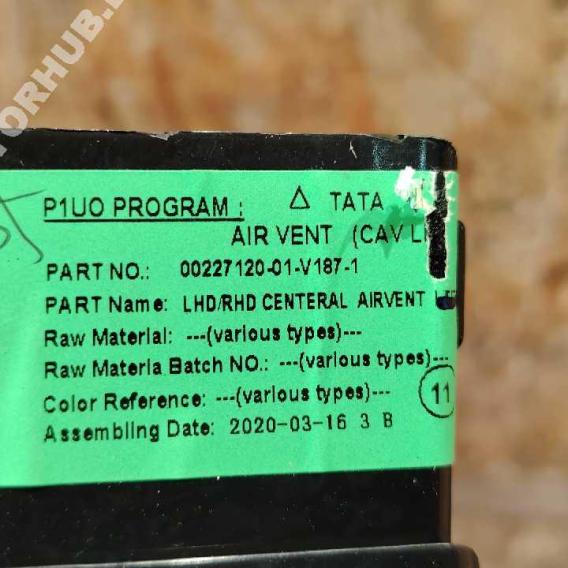 P1UO PROGRAM : △ TATA
AIR VENT (CAV L
PART NO.: 00227120-01-V187-1
PART Name: LHD/RHD CENTERAL AIRVENT
Raw Material: ---(various types)---
Raw Materia Batch NO.: ---(various types)---
Color Reference: ---(various types)---
11
Assembling Date: 2020-03-16 3 B